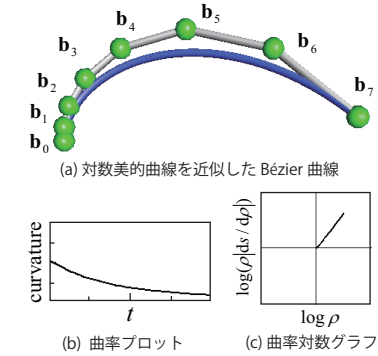 b₀
b₁
b₂
b₃
b₄
b₅
b₆
b₇
(a) 対数美的曲線を近似した Bézier 曲線
curvature
t
(b) 曲率プロット
log(ρ|ds / dρ|)
log ρ
(c) 曲率対数グラフ